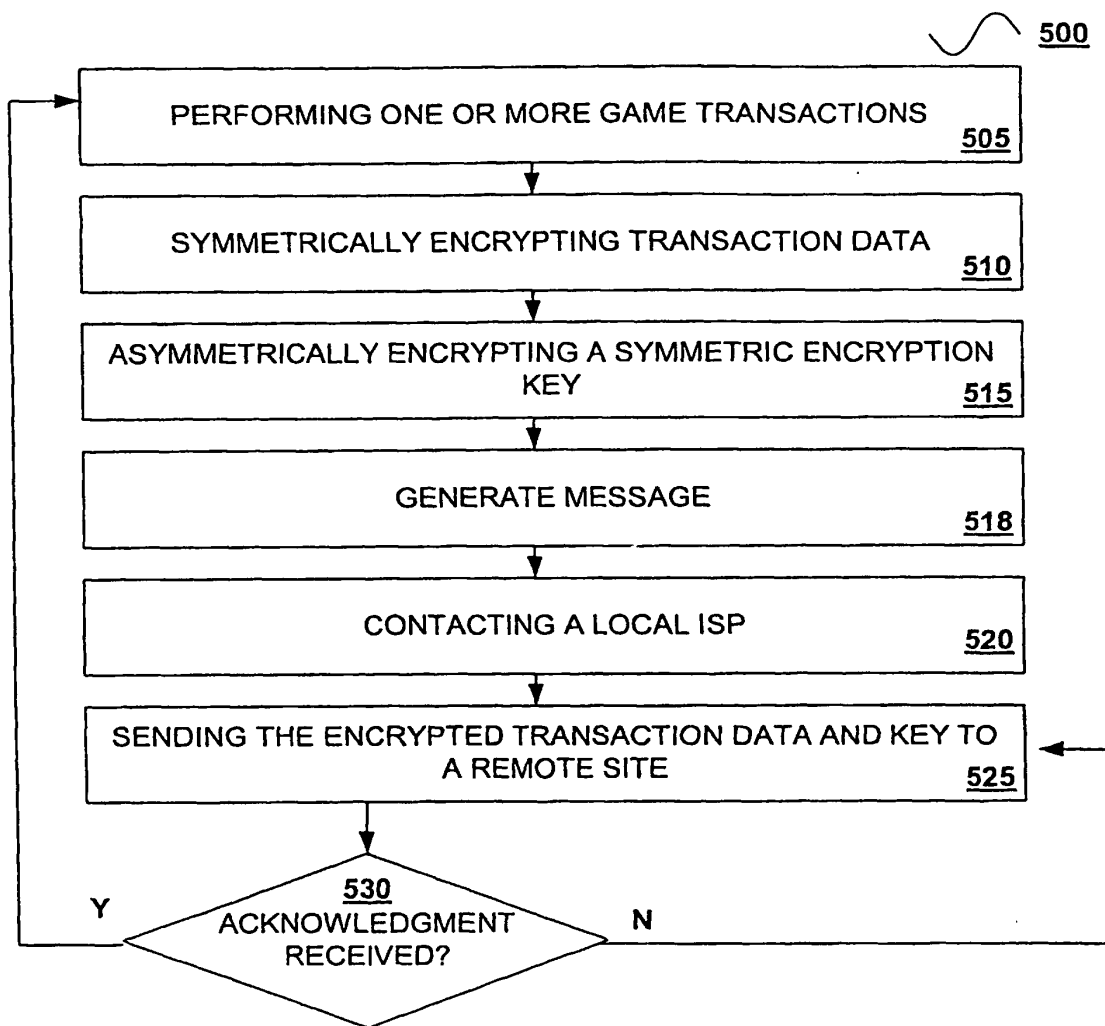 500
PERFORMING ONE OR MORE GAME TRANSACTIONS
505
SYMMETRICALLY ENCRYPTING TRANSACTION DATA
510
ASYMMETRICALLY ENCRYPTING A SYMMETRIC ENCRYPTION
KEY
515
GENERATE MESSAGE
518
CONTACTING A LOCAL ISP
520
SENDING THE ENCRYPTED TRANSACTION DATA AND KEY TO
A REMOTE SITE
525
530
Y
N
ACKNOWLEDGMENT
RECEIVED?